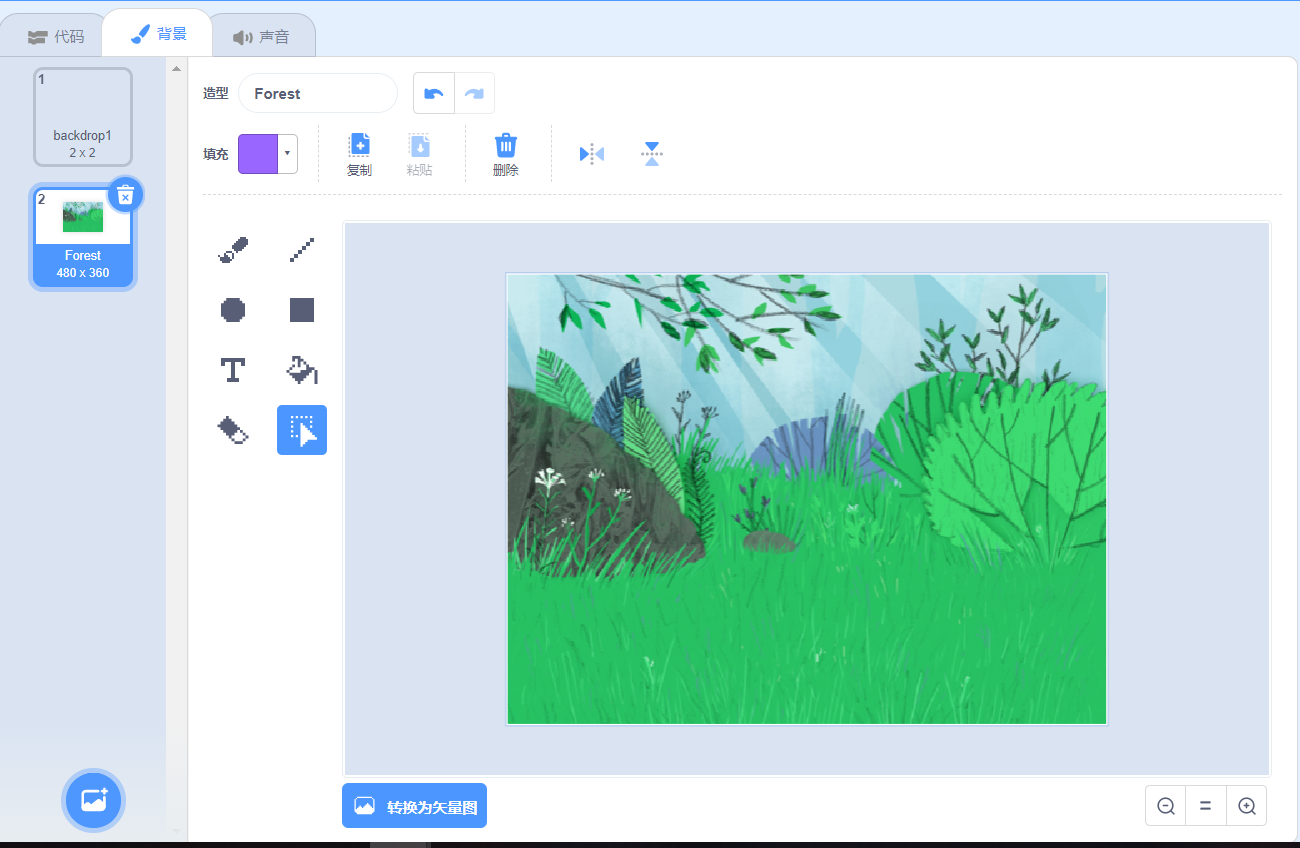 代码
背景
声音
1
backdrop1
2 x 2
2
Forest
480 x 360
造型
Forest
填充
复制
粘贴
删除
T
转换为矢量图